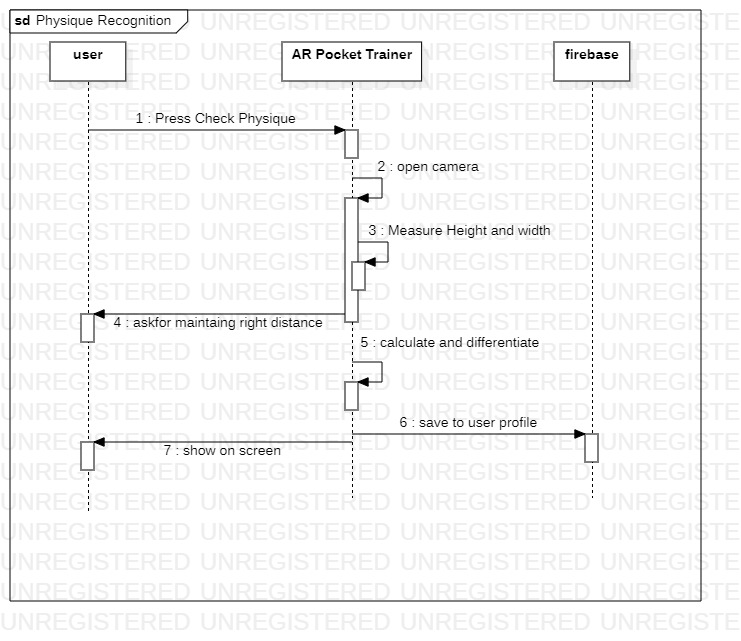 sd Physique Recognition
user
AR Pocket Trainer
firebase
1 : Press Check Physique
2 : open camera
3 : Measure Height and width
4 : askfor maintaing right distance
5 : calculate and differentiate
6 : save to user profile
7 : show on screen
UNREGISTERED UNREGISTERED UNREGISTERED UNREGISTERED